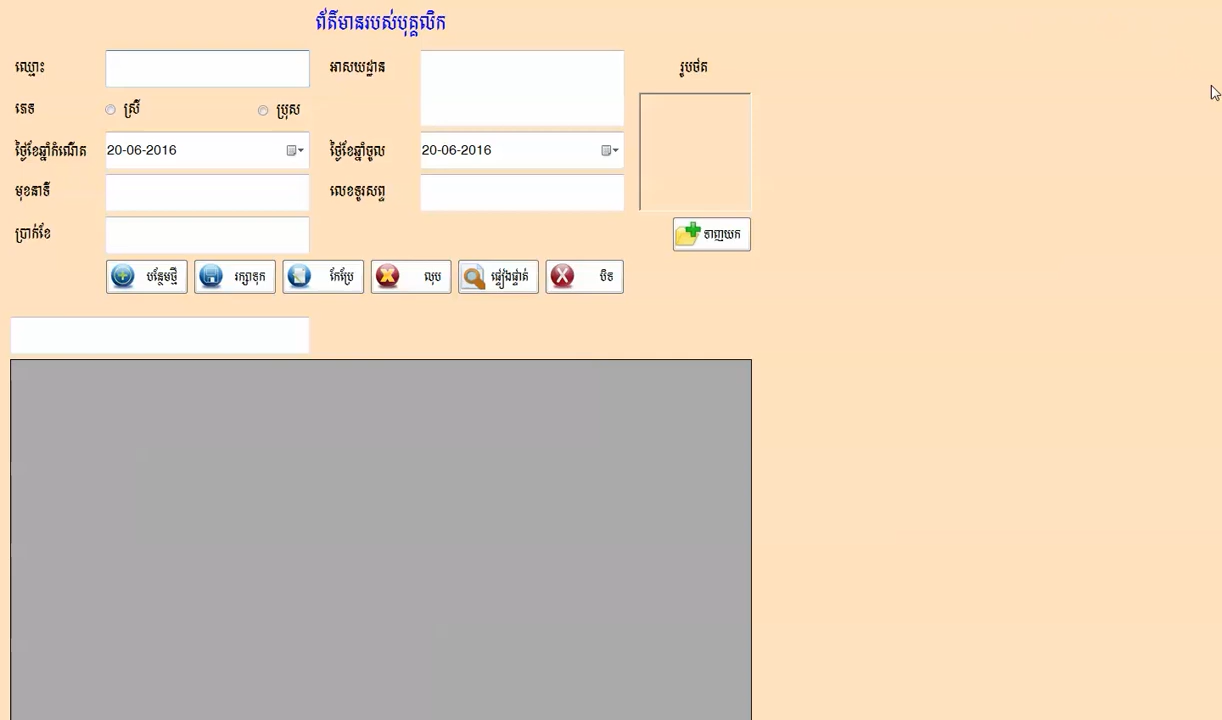 ព័ត៌មានរបស់បុគ្គលិក
ឈ្មោះ អាសយដ្ឋាន រូបថត
ភេទ ស្រី ប្រុស
ថ្ងៃខែឆ្នាំកំណើត 20-06-2016 ថ្ងៃខែឆ្នាំចូល 20-06-2016
មុខនាទី លេខទូរសព្ទ
ប្រាក់ខែ ទាញយក
បន្ថែមថ្មី រក្សាទុក កែប្រែ លុប ផ្ទៀងផ្ទាត់ បិទ